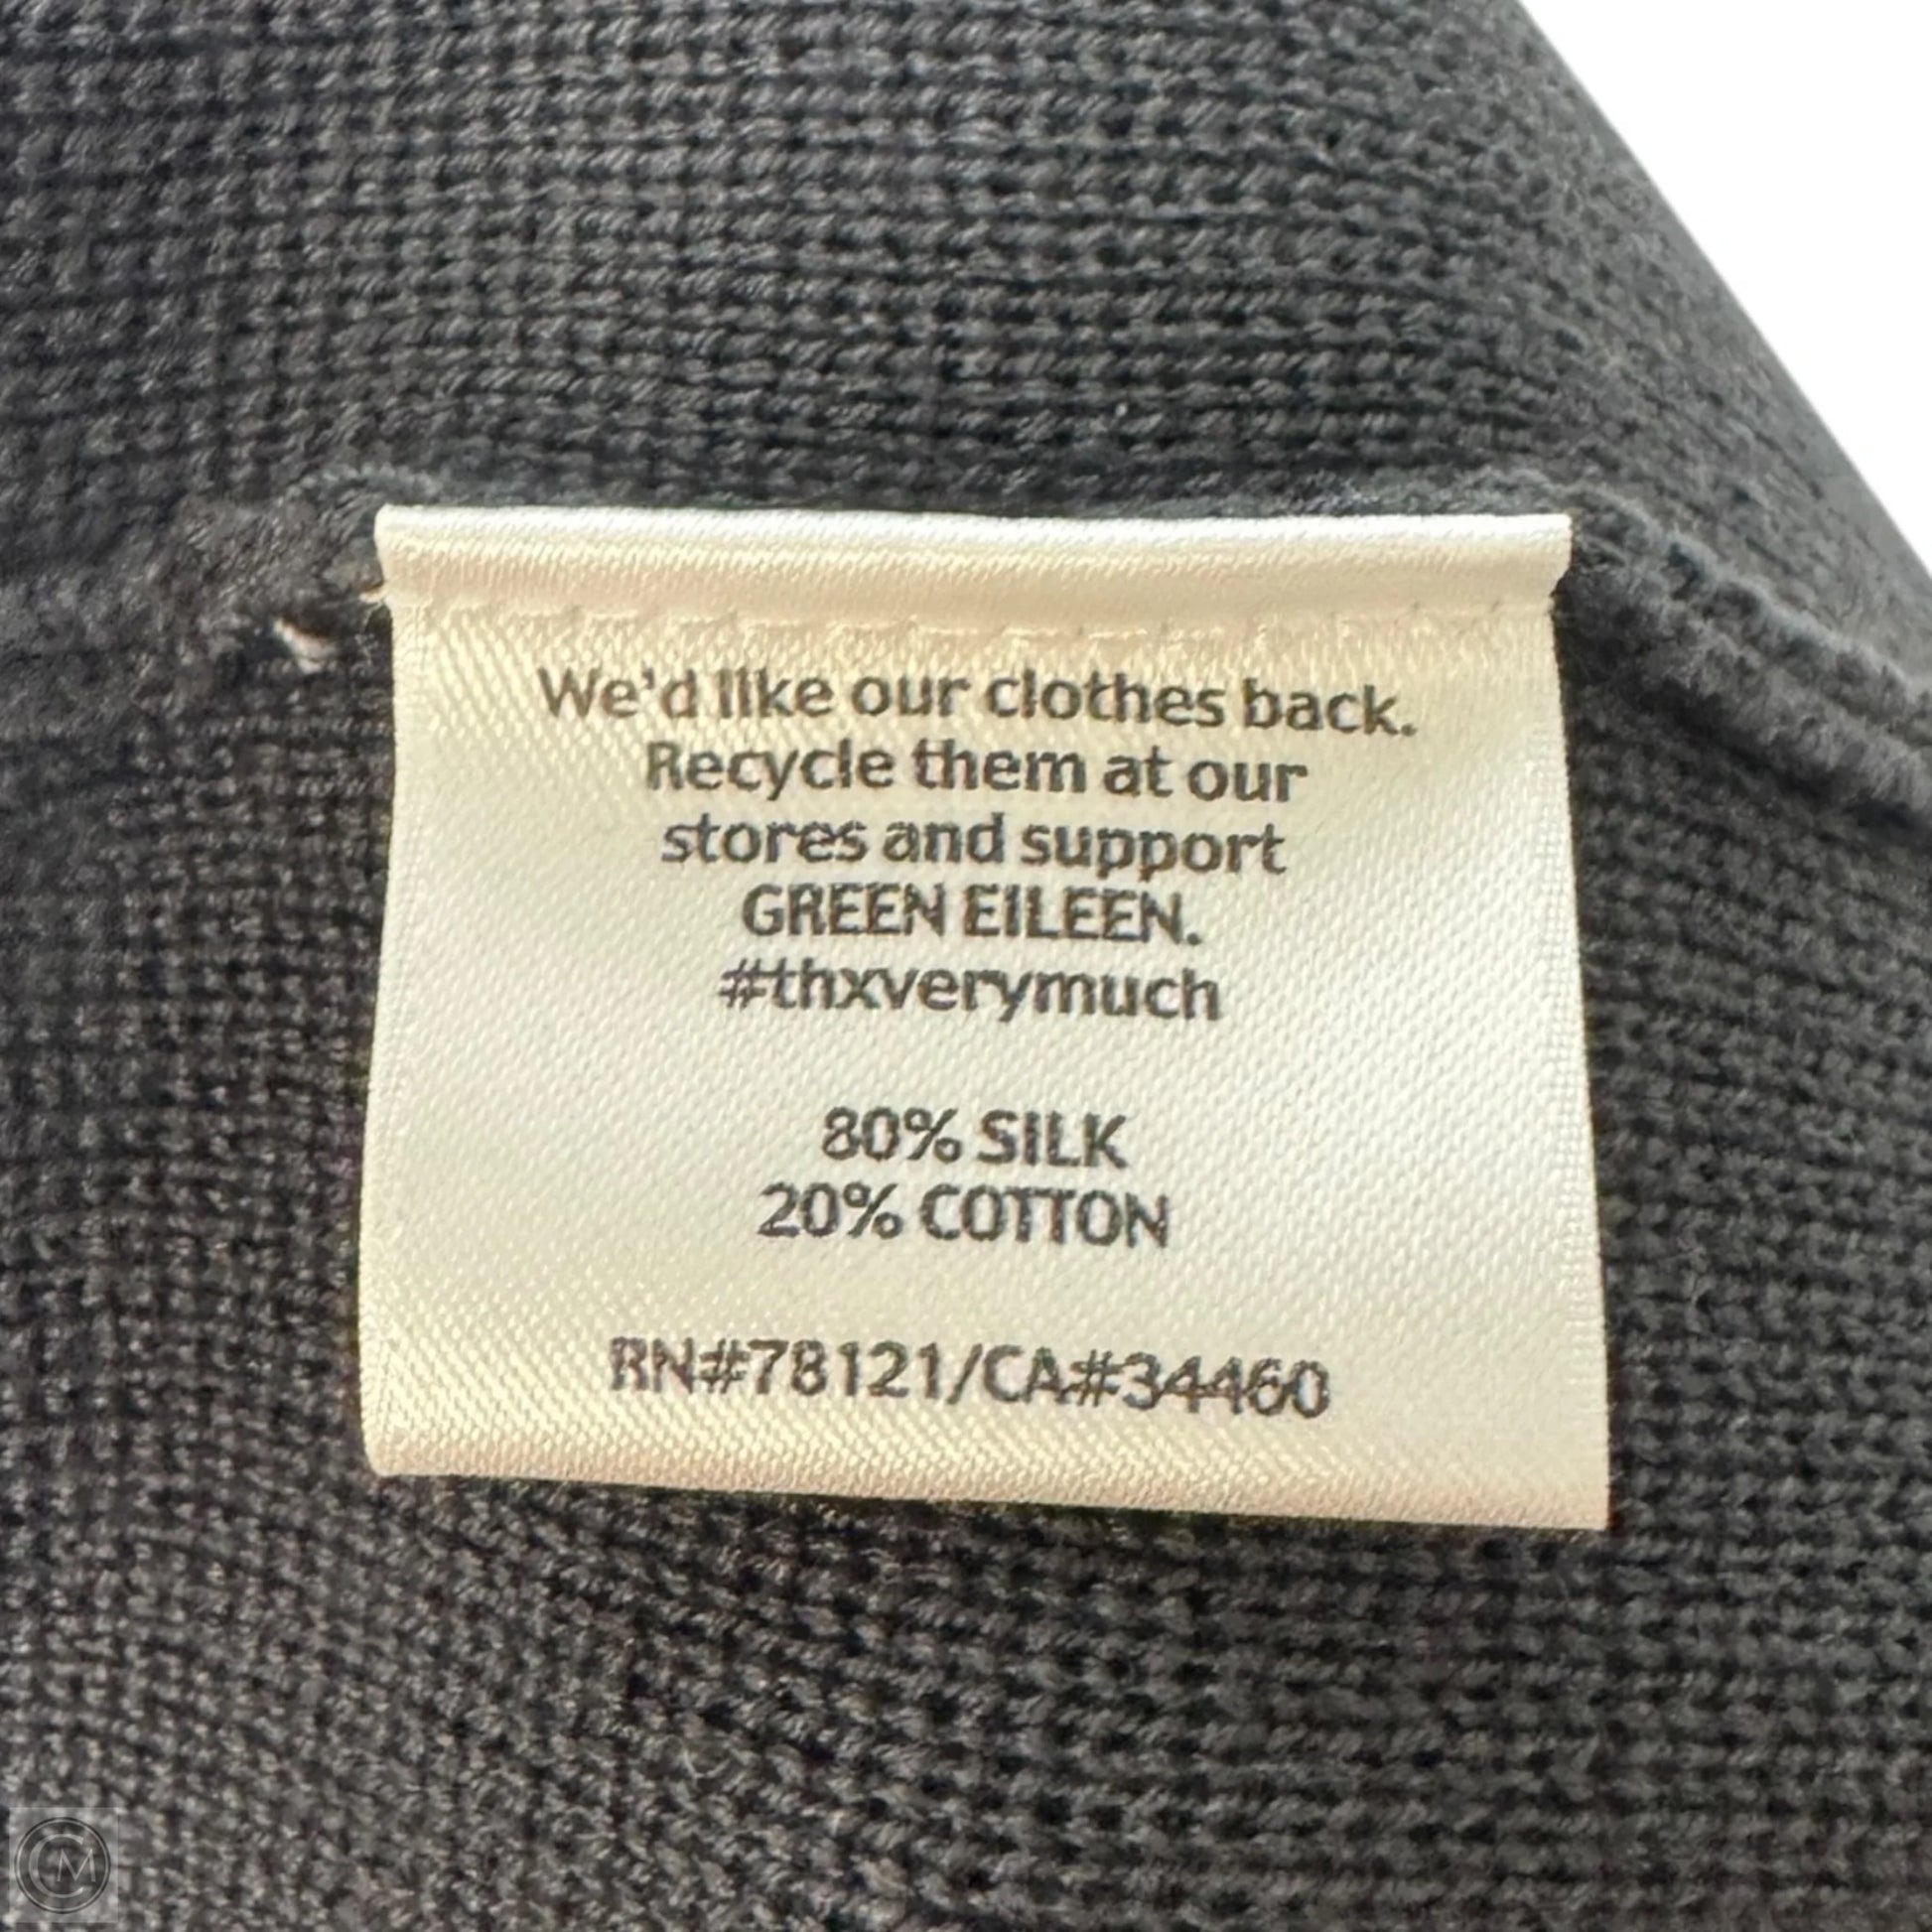 We'd like our clothes back.
Recycle them at our
stores and support
GREEN EILEEN.
#thxverymuch
80% SILK
20% COTTON
RN#78121/CA#34460
CM